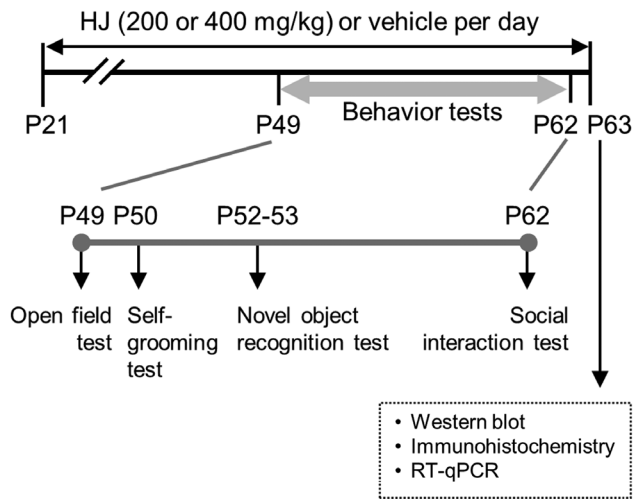 HJ (200 or 400 mg/kg) or vehicle per day
Behavior tests
P21
P49
P62
P63
P49
P50
P52-53
P62
Open field
test
Self-
grooming
test
Novel object
recognition test
Social
interaction test
• Western blot
• Immunohistochemistry
• RT-qPCR